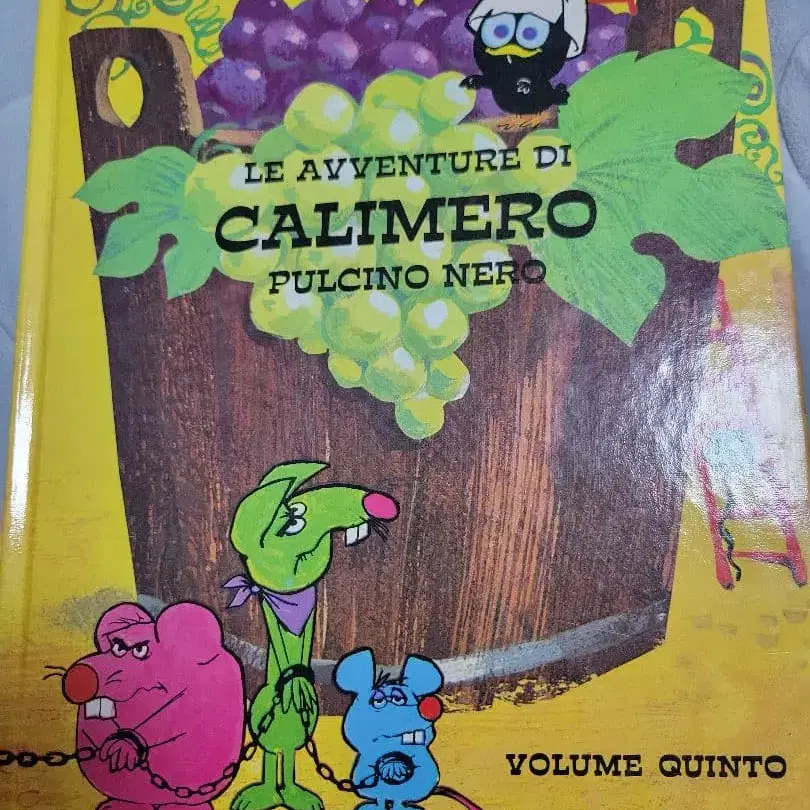 LE AVVENTURE DI
CALIMERO
PULCINO NERO
VOLUME QUINTO